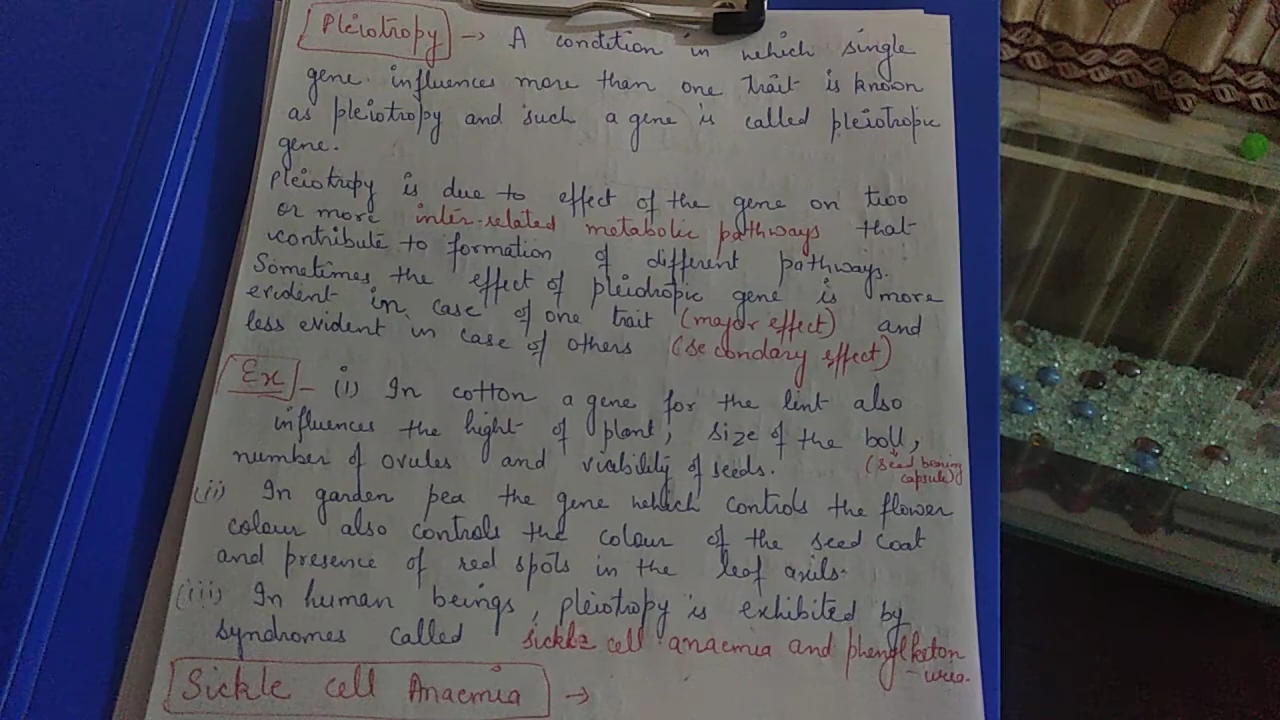 Pleiotropy → A condition in which single
gene influences more than one trait is known
as pleiotropy and such a gene is called pleiotropic
gene.
Pleiotropy is due to effect of the gene on two
or more inter-related metabolic pathways that
contribute to formation of different pathways.
Sometimes the effect of pleiotropic gene is more
evident in case of one trait (major effect) and
less evident in case of others (secondary effect)
Ex - (i) In cotton a gene for the lint also
influences the hight of plant, size of the boll,
number of ovules and viability of seeds.
(seed bearing
capsule)
(ii) In garden pea the gene which controls the flower
colour also controls the colour of the seed coat
and presence of red spots in the leaf axils.
(iii) In human beings, pleiotropy is exhibited by
syndromes called sickle cell anaemia and phenylketon
-urea.
Sickle cell Anaemia →